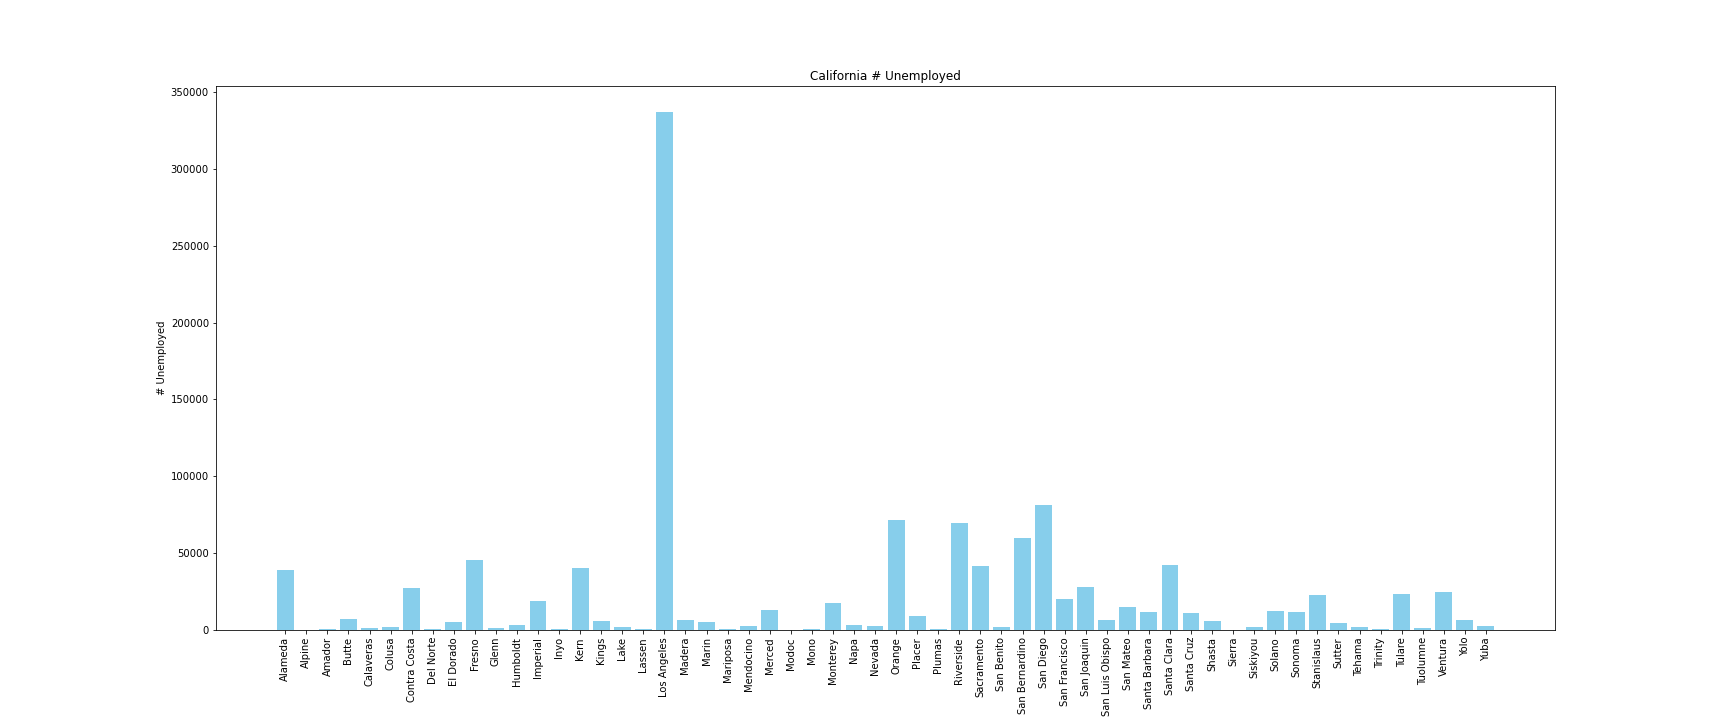 California # Unemployed
# Unemployed
350000
300000
250000
200000
150000
100000
50000
0
Alameda
Alpine
Amador
Butte
Calaveras
Colusa
Contra Costa
Del Norte
El Dorado
Fresno
Glenn
Humboldt
Imperial
Inyo
Kern
Kings
Lake
Lassen
Los Angeles
Madera
Marin
Mariposa
Mendocino
Merced
Modoc
Mono
Monterey
Napa
Nevada
Orange
Placer
Plumas
Riverside
Sacramento
San Benito
San Bernardino
San Diego
San Francisco
San Joaquin
San Luis Obispo
San Mateo
Santa Barbara
Santa Clara
Santa Cruz
Shasta
Sierra
Siskiyou
Solano
Sonoma
Stanislaus
Sutter
Tehama
Trinity
Tulare
Tuolumne
Ventura
Yolo
Yuba